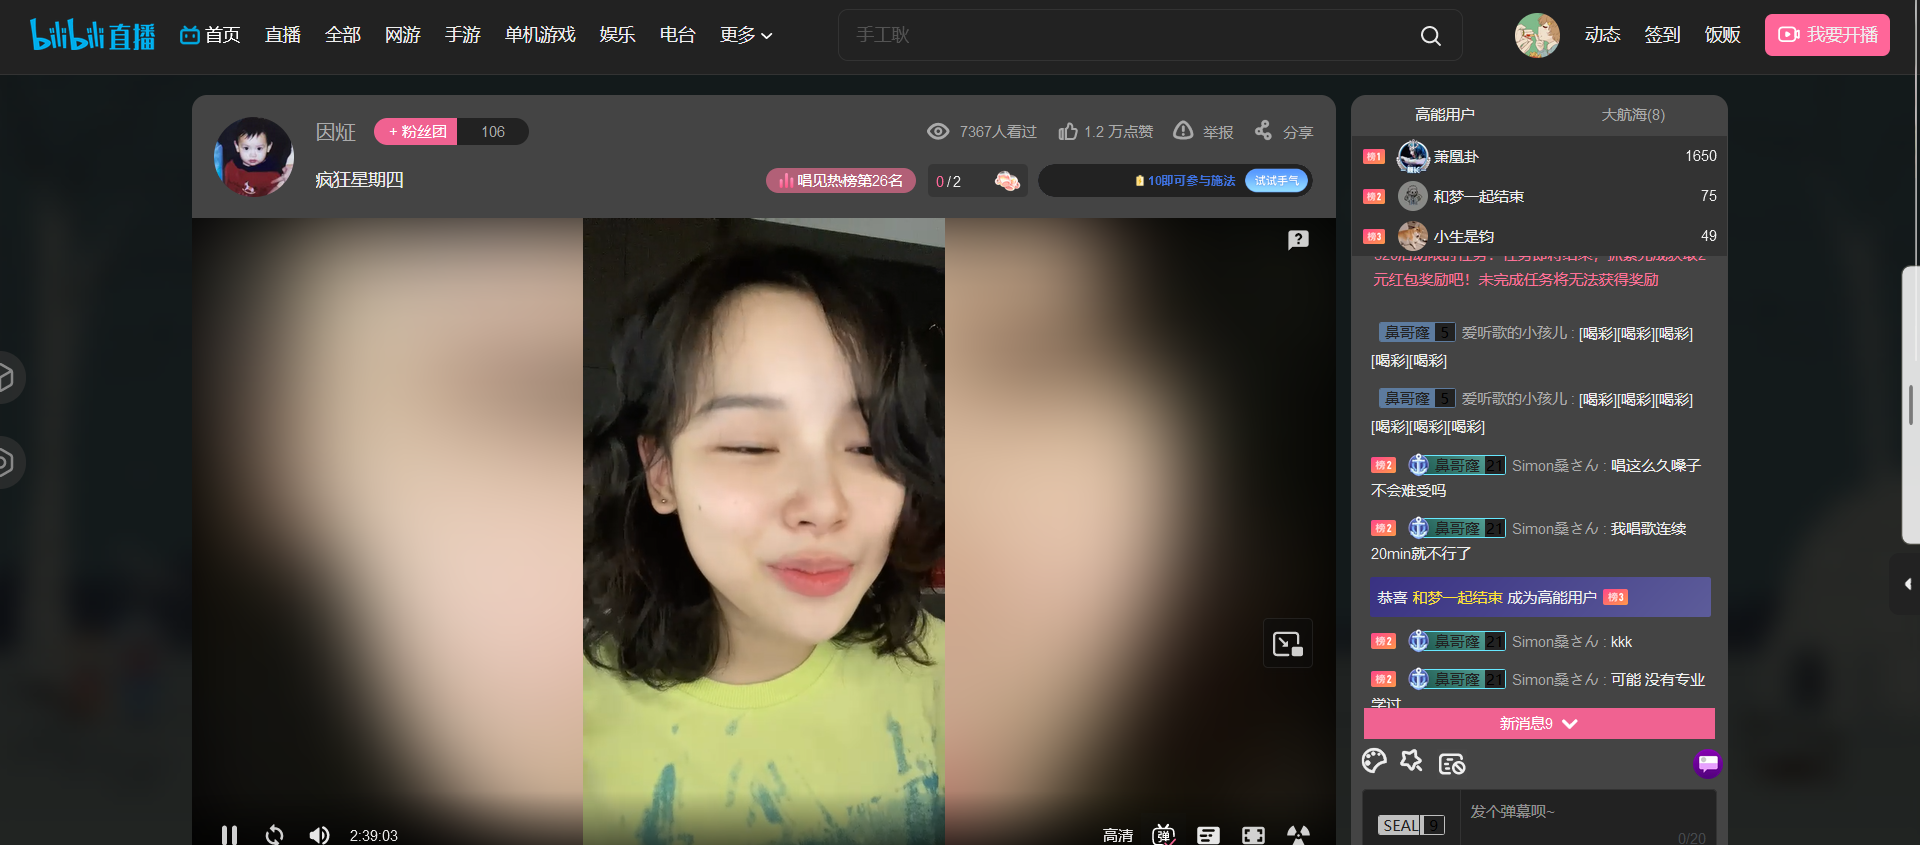 bilibili直播
首页 直播 全部 网游 手游 单机游戏 娱乐 电台 更多
手工耿
动态 签到 饭贩 我要开播
因炡 + 粉丝团 106
7367人看过 1.2 万点赞 举报 分享
疯狂星期四
唱见热榜第26名 0/2 10即可参与施法 试试手气
高能用户 大航海(8)
榜1 萧凰卦 1650
榜2 和梦一起结束 75
榜3 小生是钧 49
元红包奖励吧！未完成任务将无法获得奖励
鼻哥窿 5 爱听歌的小孩儿 : [喝彩][喝彩][喝彩]
[喝彩][喝彩]
鼻哥窿 5 爱听歌的小孩儿 : [喝彩][喝彩][喝彩]
[喝彩][喝彩][喝彩]
榜2 鼻哥窿 21 Simon桑さん : 唱这么久嗓子
不会难受吗
榜2 鼻哥窿 21 Simon桑さん : 我唱歌连续
20min就不行了
恭喜 和梦一起结束 成为高能用户 榜3
榜2 鼻哥窿 21 Simon桑さん : kkk
榜2 鼻哥窿 21 Simon桑さん : 可能 没有专业
学过
新消息9
SEAL 9 发个弹幕呗~
0/20
2:39:03 高清 弹